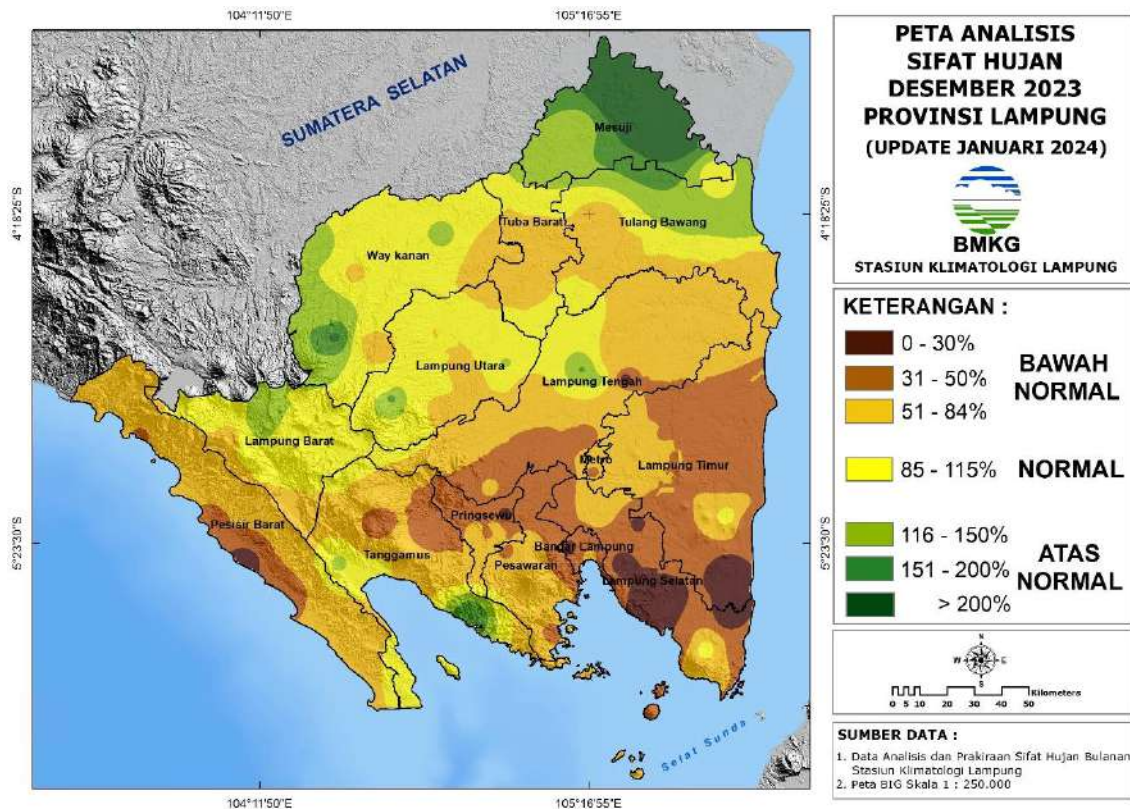 104°11'50"E
105°16'55"E
4°18'25"S
5°23'30"S
4°18'25"S
5°23'30"S
104°11'50"E
105°16'55"E
SUMATERA SELATAN
Mesuji
Tuba Barat
Tulang Bawang
Way kanan
Lampung Utara
Lampung Tengah
Lampung Barat
Metro
Lampung Timur
Pesisir Barat
Pringsewu
Tanggamus
Bandar Lampung
Pesawaran
Lampung Selatan
Selat Sunda
PETA ANALISIS
SIFAT HUJAN
DESEMBER 2023
PROVINSI LAMPUNG
(UPDATE JANUARI 2024)
BMKG
STASIUN KLIMATOLOGI LAMPUNG
KETERANGAN :
0 - 30%
31 - 50%
51 - 84%
BAWAH
NORMAL
85 - 115%
NORMAL
116 - 150%
151 - 200%
> 200%
ATAS
NORMAL
N
W
E
S
Kilometers
0 5 10 20 30 40 50
SUMBER DATA :
1. Data Analisis dan Prakiraan Sifat Hujan Bulanan
Stasiun Klimatologi Lampung
2. Peta BIG Skala 1 : 250.000